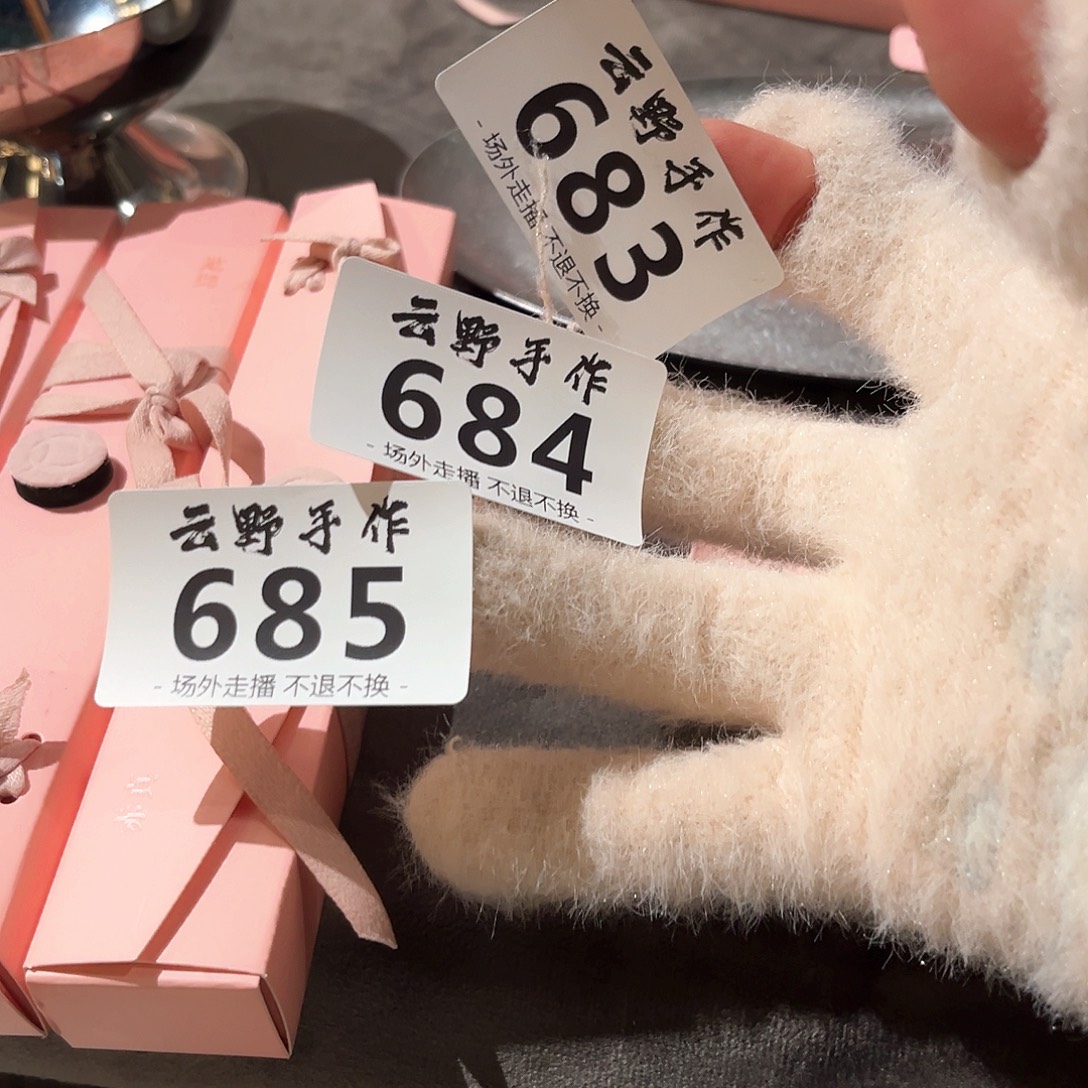 云野手作
683
- 场外走播 不退不换 -
云野手作
684
- 场外走播 不退不换 -
云野手作
685
- 场外走播 不退不换 -